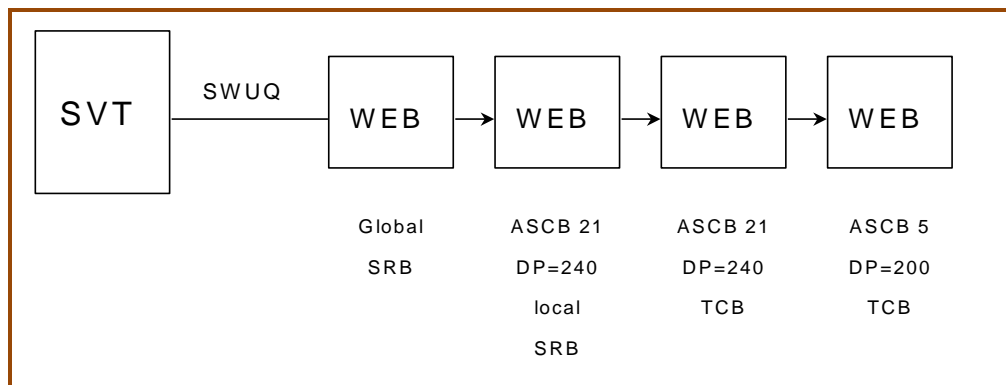 SVT
SWUQ
WEB
WEB
WEB
WEB
Global
SRB
ASCB 21
DP=240
local
SRB
ASCB 21
DP=240
TCB
ASCB 5
DP=200
TCB